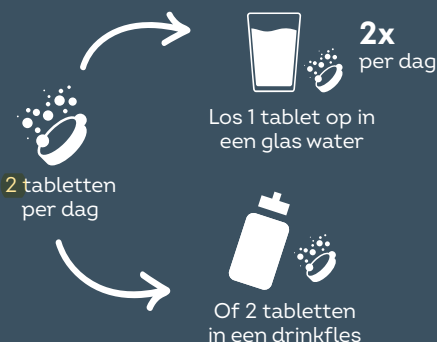 2x
per dag
Los 1 tablet op in
een glas water
2 tabletten
per dag
Of 2 tabletten
in een drinkfles